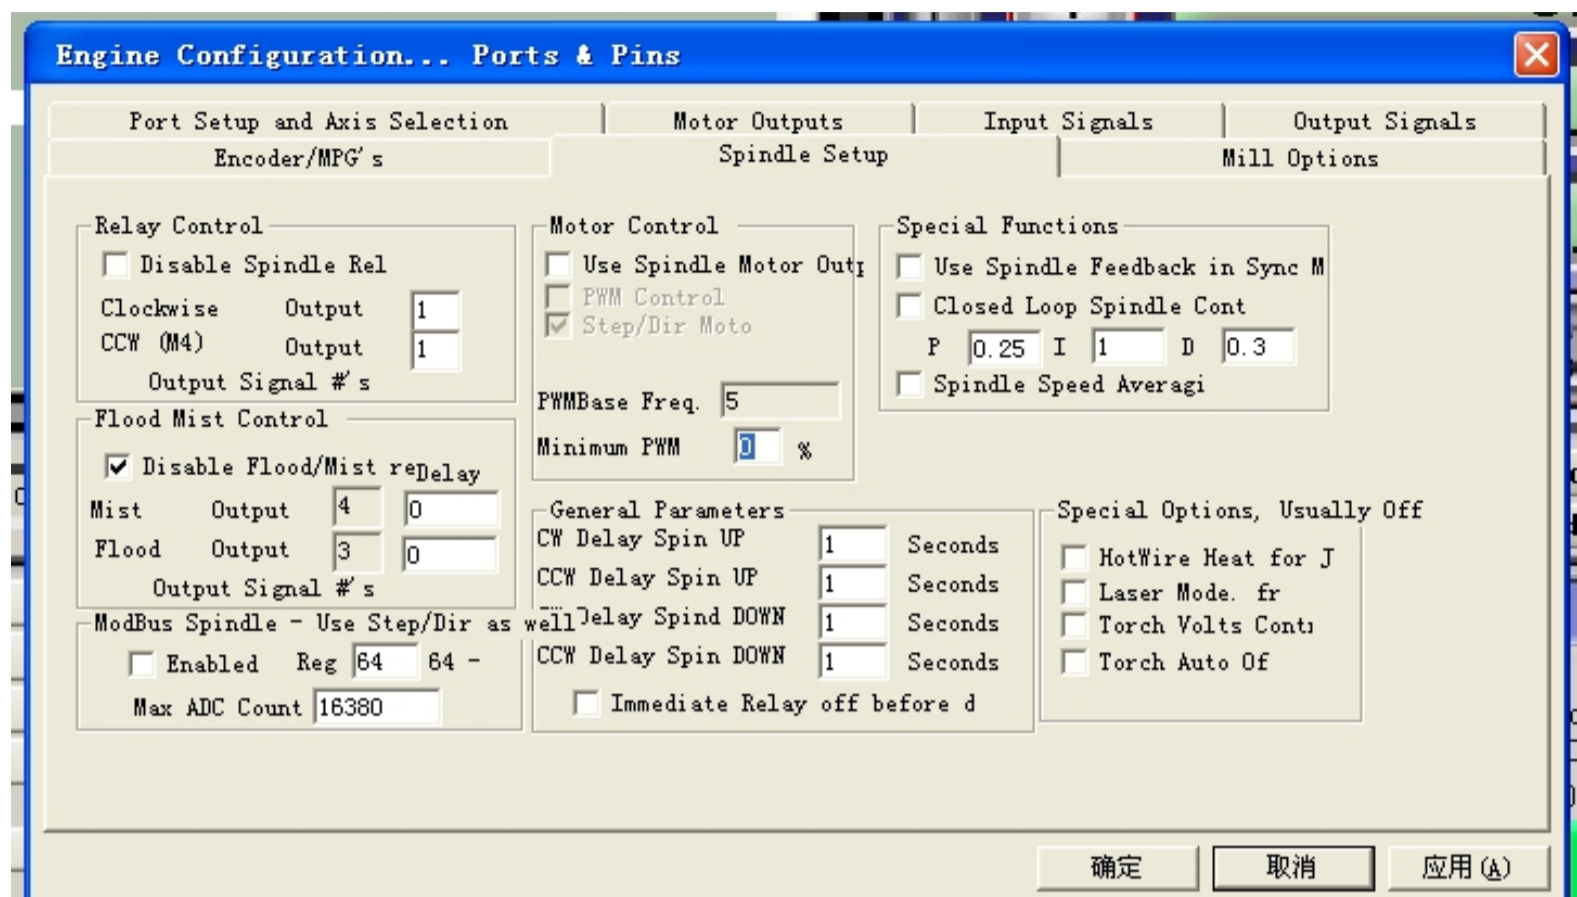 Engine Configuration... Ports & Pins
Port Setup and Axis Selection
Motor Outputs
Input Signals
Output Signals
Encoder/MPG's
Spindle Setup
Mill Options
Relay Control
Disable Spindle Rel
Clockwise Output 1
CCW (M4) Output 1
Output Signal #'s
Flood Mist Control
Disable Flood/Mist re Delay
Mist Output 4 0
Flood Output 3 0
Output Signal #'s
ModBus Spindle - Use Step/Dir as well
Enabled Reg 64 64 -
Max ADC Count 16380
Motor Control
Use Spindle Motor Outp
PWM Control
Step/Dir Moto
PWMBase Freq. 5
Minimum PWM 0 %
General Parameters
CW Delay Spin UP 1 Seconds
CCW Delay Spin UP 1 Seconds
Delay Spind DOWN 1 Seconds
CCW Delay Spin DOWN 1 Seconds
Immediate Relay off before d
Special Functions
Use Spindle Feedback in Sync M
Closed Loop Spindle Cont
P 0.25 I 1 D 0.3
Spindle Speed Averagi
Special Options, Usually Off
HotWire Heat for J
Laser Mode. fr
Torch Volts Cont
Torch Auto Of
确定
取消
应用(A)